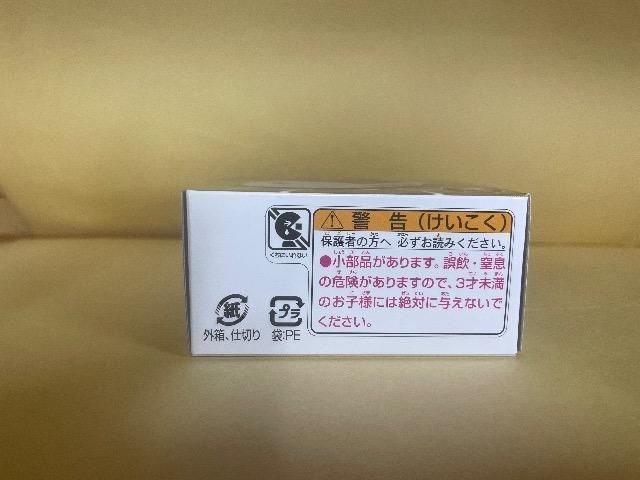 警告(けいこく)
保護者の方へ 必ずお読みください。
●小部品があります。誤飲・窒息
の危険がありますので、3才未満
のお子様には絶対に与えないで
ください。
くちにいれない
紙
外箱、仕切り
プラ
袋:PE